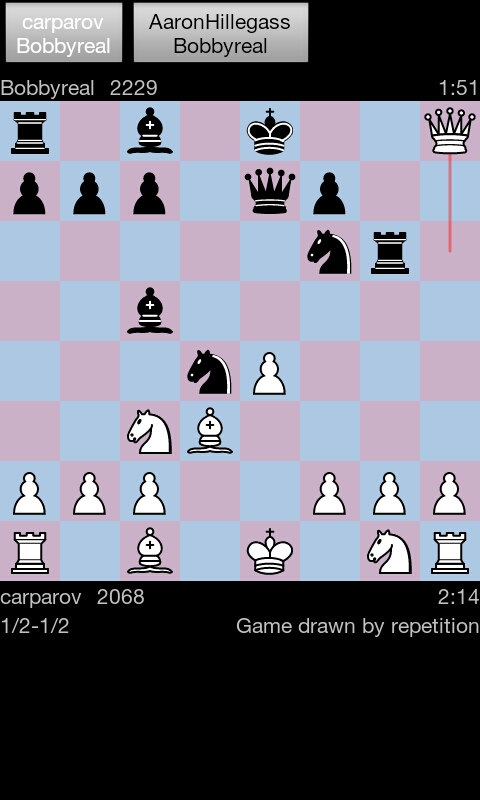 carparov
Bobbyreal
AaronHillegass
Bobbyreal
Bobbyreal 2229
1:51
carparov 2068
2:14
1/2-1/2
Game drawn by repetition